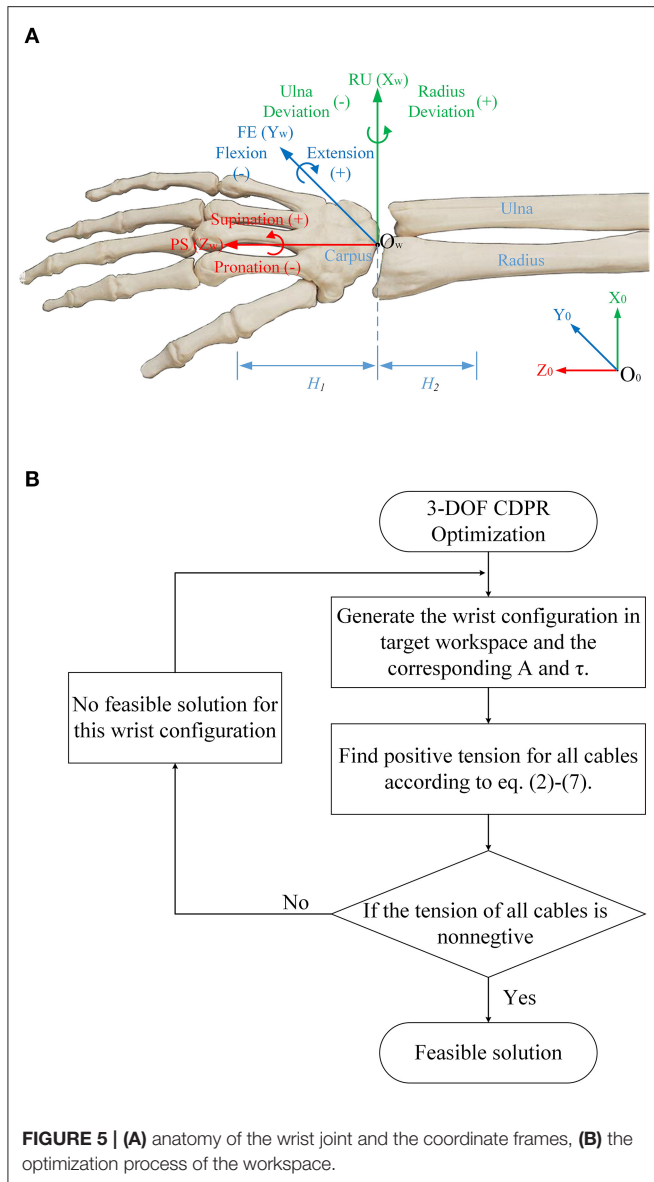 A
RU (Xw)
Ulna
Deviation (-)
Radius
Deviation (+)
FE (Yw)
Flexion
(-)
Extension
(+)
Supination (+)
PS (Zw)
Pronation (-)
Carpus
Ow
Ulna
Radius
X0
Y0
Z0
O0
H1
H2
B
3-DOF CDPR
Optimization
Generate the wrist configuration in
target workspace and the
corresponding A and τ.
No feasible solution for
this wrist configuration
Find positive tension for all cables
according to eq. (2)-(7).
No
If the tension of all cables is
nonnegtive
Yes
Feasible solution
FIGURE 5 | (A) anatomy of the wrist joint and the coordinate frames, (B) the
optimization process of the workspace.